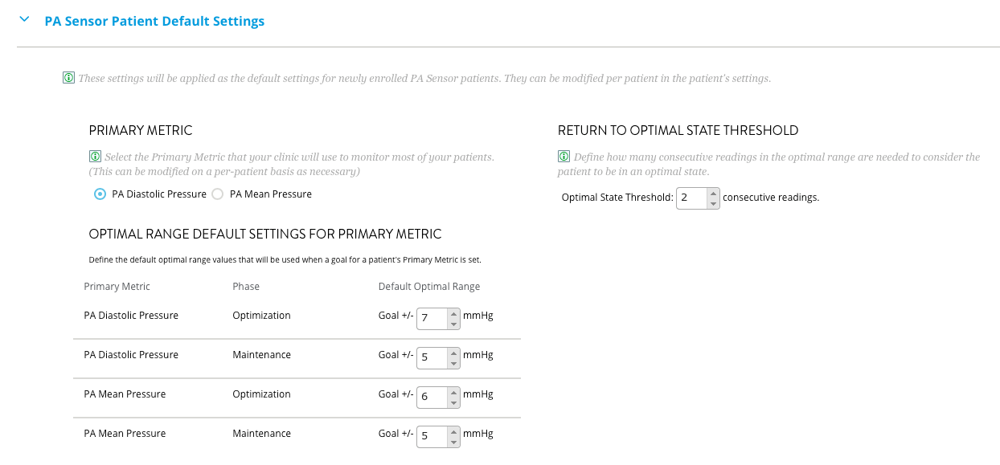 PA Sensor Patient Default Settings
These settings will be applied as the default settings for newly enrolled PA Sensor patients. They can be modified per patient in the patient's settings.
PRIMARY METRIC
Select the Primary Metric that your clinic will use to monitor most of your patients.
(This can be modified on a per-patient basis as necessary)
PA Diastolic Pressure PA Mean Pressure
RETURN TO OPTIMAL STATE THRESHOLD
Define how many consecutive readings in the optimal range are needed to consider the
patient to be in an optimal state.
Optimal State Threshold: 2 consecutive readings.
OPTIMAL RANGE DEFAULT SETTINGS FOR PRIMARY METRIC
Define the default optimal range values that will be used when a goal for a patient's Primary Metric is set.
Primary Metric Phase Default Optimal Range
PA Diastolic Pressure Optimization Goal +/- 7 mmHg
PA Diastolic Pressure Maintenance Goal +/- 5 mmHg
PA Mean Pressure Optimization Goal +/- 6 mmHg
PA Mean Pressure Maintenance Goal +/- 5 mmHg